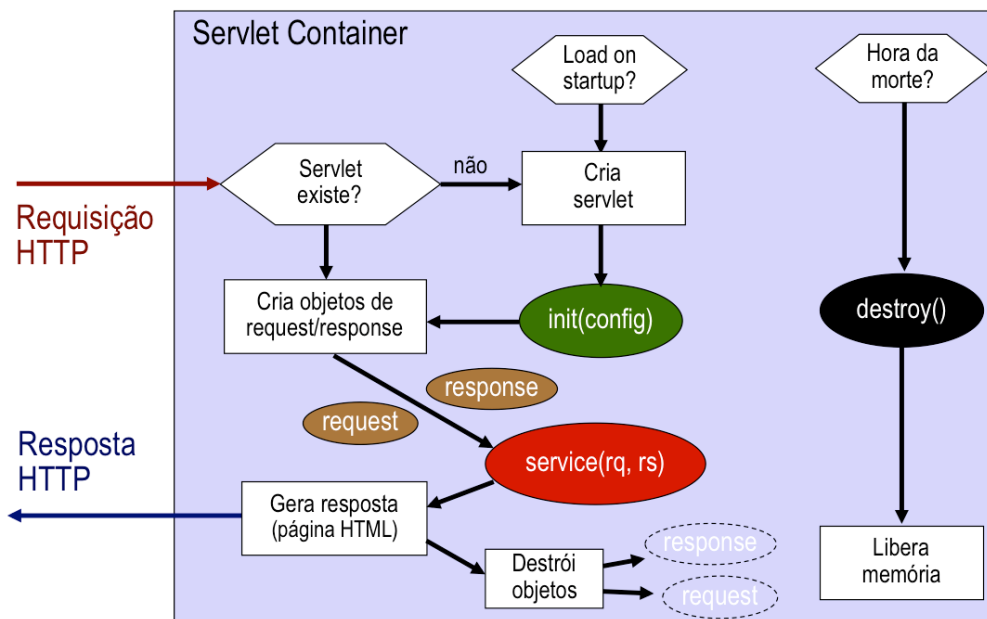 Servlet Container
Load on
startup?
Hora da
morte?
Servlet
existe?
não
Cria
servlet
Requisição
HTTP
Cria objetos de
request/response
init(config)
destroy()
response
request
Resposta
HTTP
service(rq, rs)
Gera resposta
(página HTML)
Destrói
objetos
response
request
Libera
memória